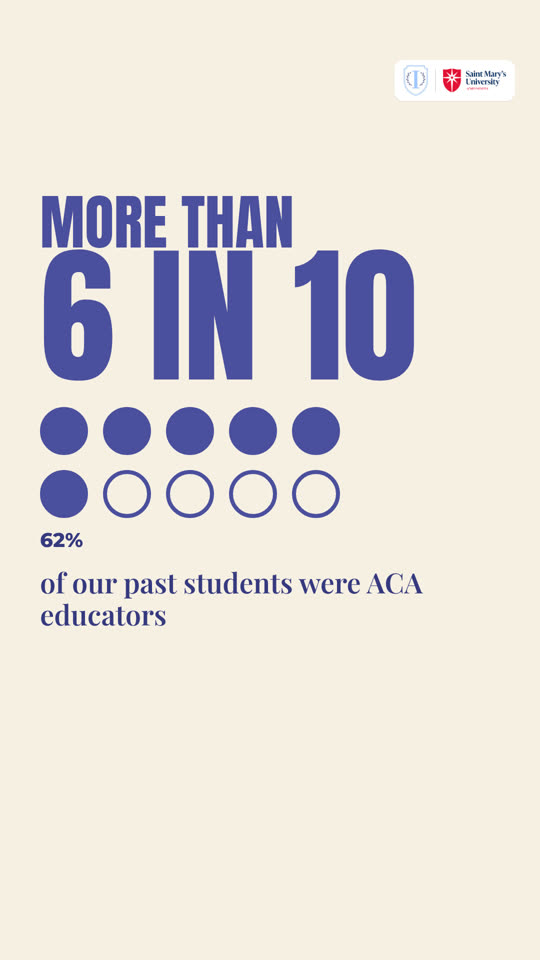 Saint Mary's
University
MORE THAN
6 IN 10
62%
of our past students were ACA
educators